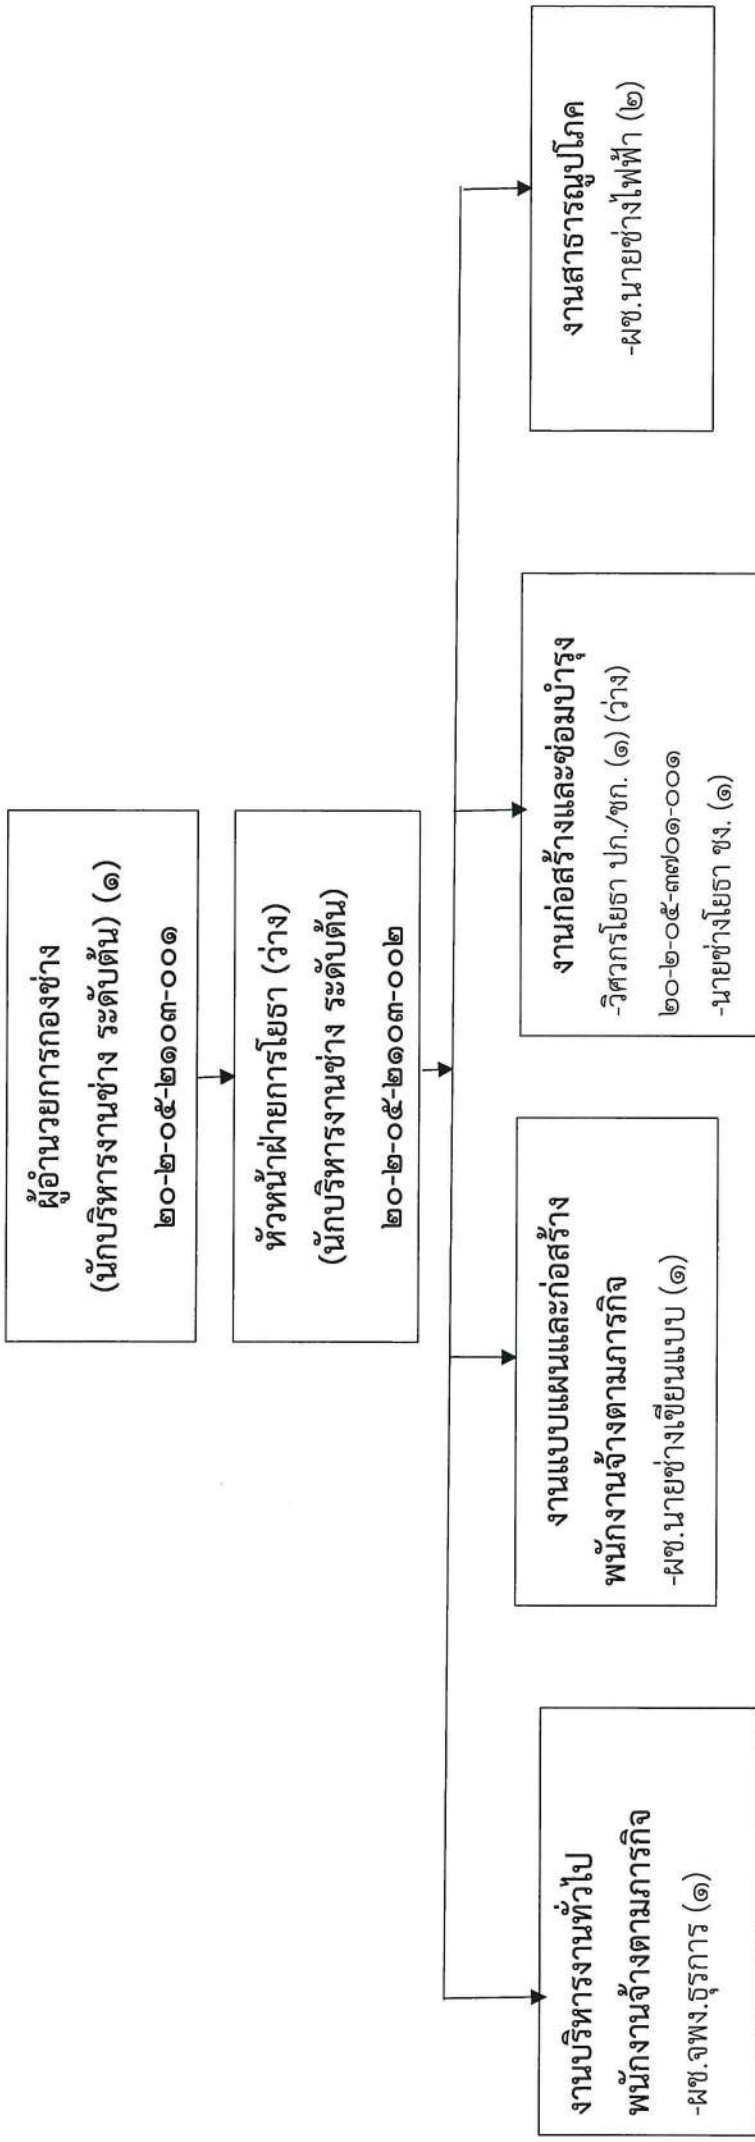 ผู้อำนวยการกองช่าง
(นักบริหารงานช่าง ระดับต้น) (๑)
๒๐-๒-๐๕-๒๑๐๓-๐๐๑
หัวหน้าฝ่ายการโยธา (ว่าง)
(นักบริหารงานช่าง ระดับต้น)
๒๐-๒-๐๕-๒๑๐๓-๐๐๒
งานบริหารงานทั่วไป
พนักงานจ้างตามภารกิจ
-ผช.จพง.ธุรการ (๑)
งานแบบแผนและก่อสร้าง
พนักงานจ้างตามภารกิจ
-ผช.นายช่างเขียนแบบ (๑)
งานก่อสร้างและซ่อมบำรุง
-วิศวกรโยธา ปก./ชก. (๑) (ว่าง)
๒๐-๒-๐๕-๓๗๐๑-๐๐๑
-นายช่างโยธา ชง. (๑)
งานสาธารณูปโภค
-ผช.นายช่างไฟฟ้า (๒)